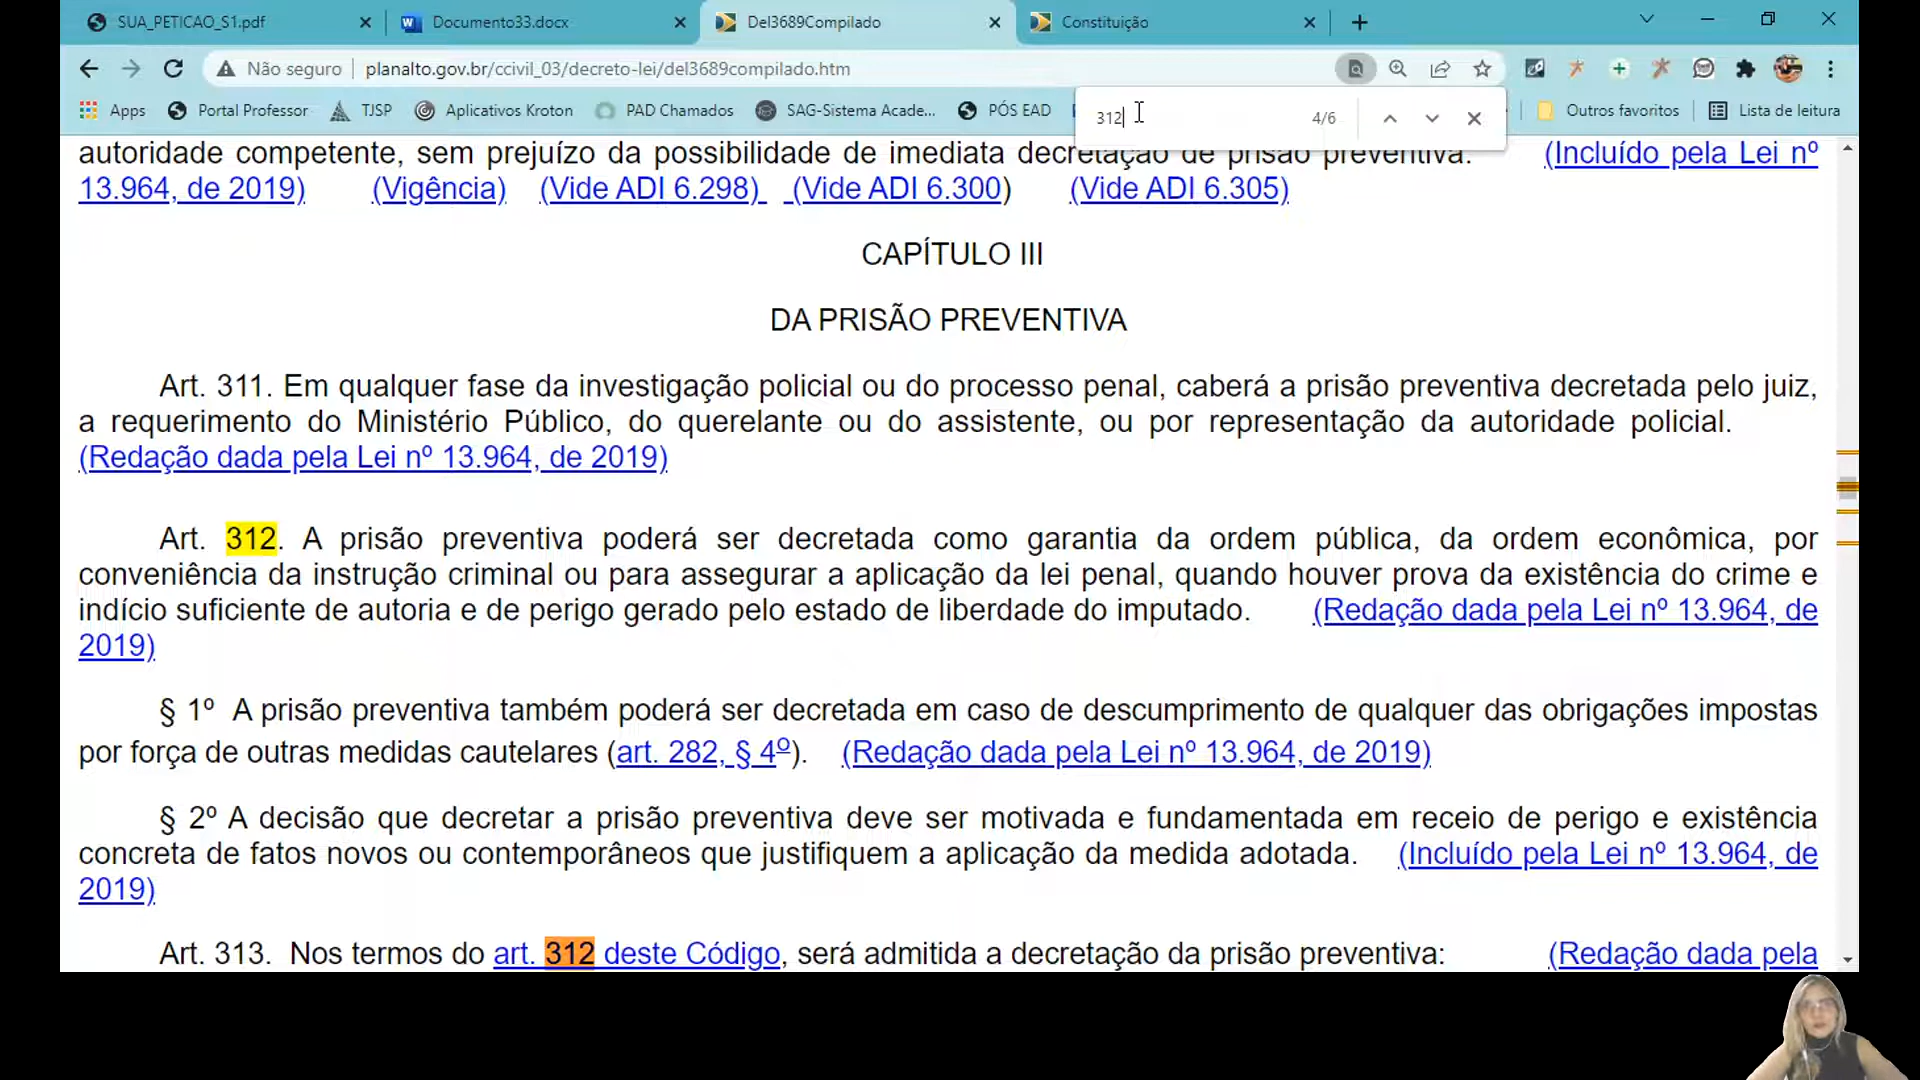 SUA_PETICAO_S1.pdf
Documento33.docx
Del3689Compilado
Constituição
Não seguro
planalto.gov.br/ccivil_03/decreto-lei/del3689compilado.htm
Apps
Portal Professor
TJSP
Aplicativos Kroton
PAD Chamados
SAG-Sistema Acade...
PÓS EAD
312
4/6
Outros favoritos
Lista de leitura
autoridade competente, sem prejuízo da possibilidade de imediata decretação de prisão preventiva. (Incluído pela Lei nº
13.964, de 2019) (Vigência) (Vide ADI 6.298) (Vide ADI 6.300) (Vide ADI 6.305)
CAPÍTULO III
DA PRISÃO PREVENTIVA
Art. 311. Em qualquer fase da investigação policial ou do processo penal, caberá a prisão preventiva decretada pelo juiz,
a requerimento do Ministério Público, do querelante ou do assistente, ou por representação da autoridade policial.
(Redação dada pela Lei nº 13.964, de 2019)
Art. 312. A prisão preventiva poderá ser decretada como garantia da ordem pública, da ordem econômica, por
conveniência da instrução criminal ou para assegurar a aplicação da lei penal, quando houver prova da existência do crime e
indício suficiente de autoria e de perigo gerado pelo estado de liberdade do imputado. (Redação dada pela Lei nº 13.964, de
2019)
§ 1º A prisão preventiva também poderá ser decretada em caso de descumprimento de qualquer das obrigações impostas
por força de outras medidas cautelares (art. 282, § 4º). (Redação dada pela Lei nº 13.964, de 2019)
§ 2º A decisão que decretar a prisão preventiva deve ser motivada e fundamentada em receio de perigo e existência
concreta de fatos novos ou contemporâneos que justifiquem a aplicação da medida adotada. (Incluído pela Lei nº 13.964, de
2019)
Art. 313. Nos termos do art. 312 deste Código, será admitida a decretação da prisão preventiva: (Redação dada pela